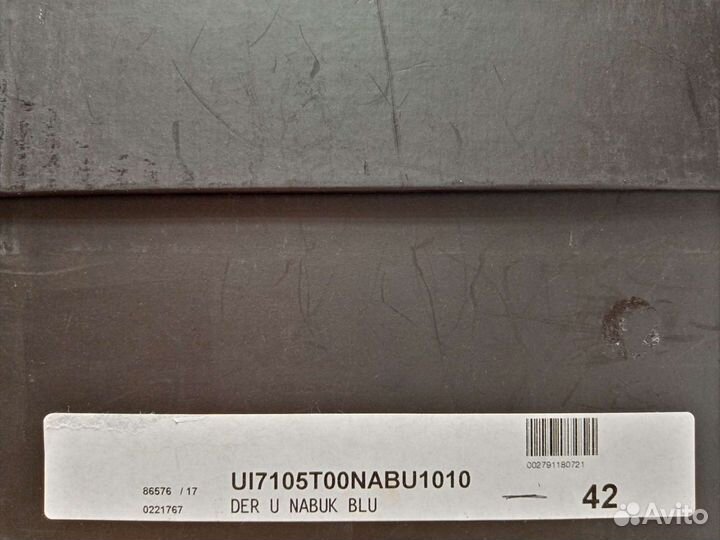 002791180721
86576 / 17 UI7105T00NABU1010 42
0221767 DER U NABUK BLU
Avito